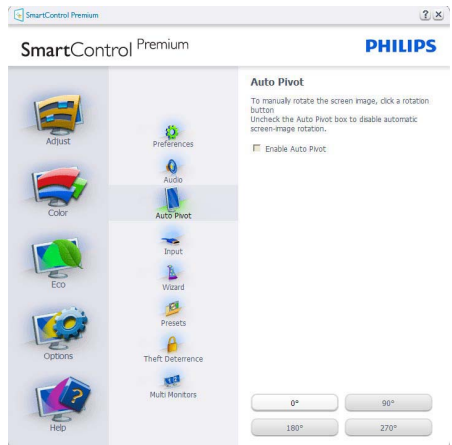 SmartControl Premium
? ×
SmartControl Premium
PHILIPS
Adjust
Color
Eco
Options
Help
Preferences
Audio
Auto Pivot
Input
Wizard
Presets
Theft Deterrence
Multi Monitors
Auto Pivot
To manually rotate the screen image, click a rotation
button
Uncheck the Auto Pivot box to disable automatic
screen-image rotation.
Enable Auto Pivot
0°
90°
180°
270°